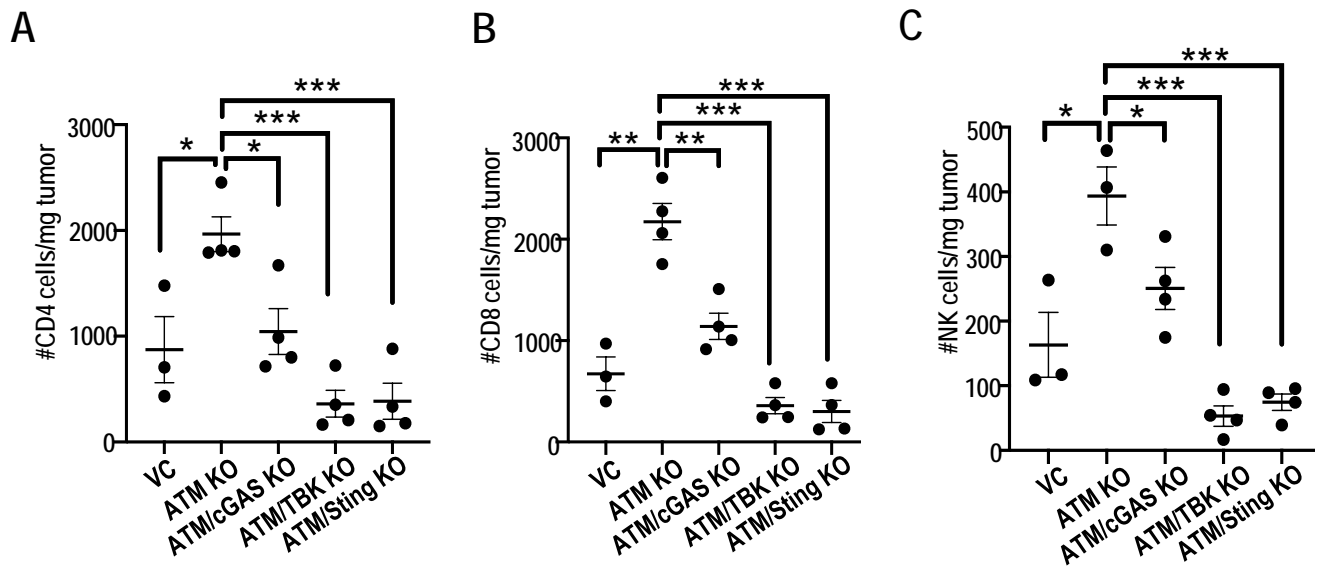 A
#CD4 cells/mg tumor
3000
2000
1000
0
*
*
***
***
VC
ATM KO
ATM/cGAS KO
ATM/TBK KO
ATM/Sting KO
B
#CD8 cells/mg tumor
3000
2000
1000
0
**
**
***
***
VC
ATM KO
ATM/cGAS KO
ATM/TBK KO
ATM/Sting KO
C
#NK cells/mg tumor
500
400
300
200
100
0
*
*
***
***
VC
ATM KO
ATM/cGAS KO
ATM/TBK KO
ATM/Sting KO